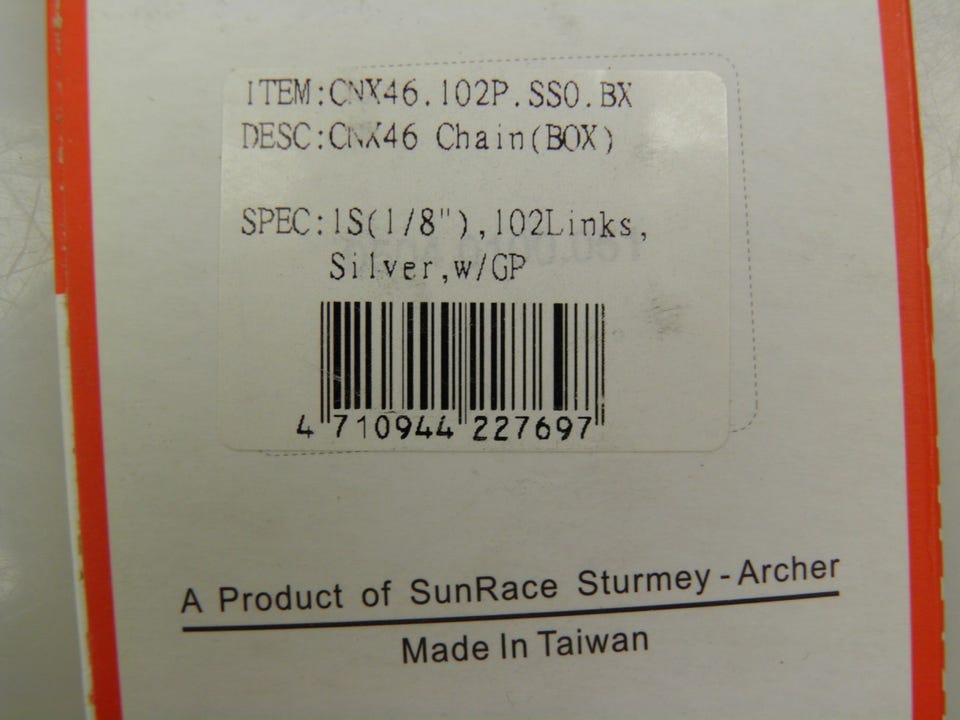 ITEM:CNX46.102P.SS0.BX
DESC:CNX46 Chain(BOX)
SPEC:1S(1/8"),102Links,
Silver,w/GP
4 710944 227697
A Product of SunRace Sturmey-Archer
Made In Taiwan